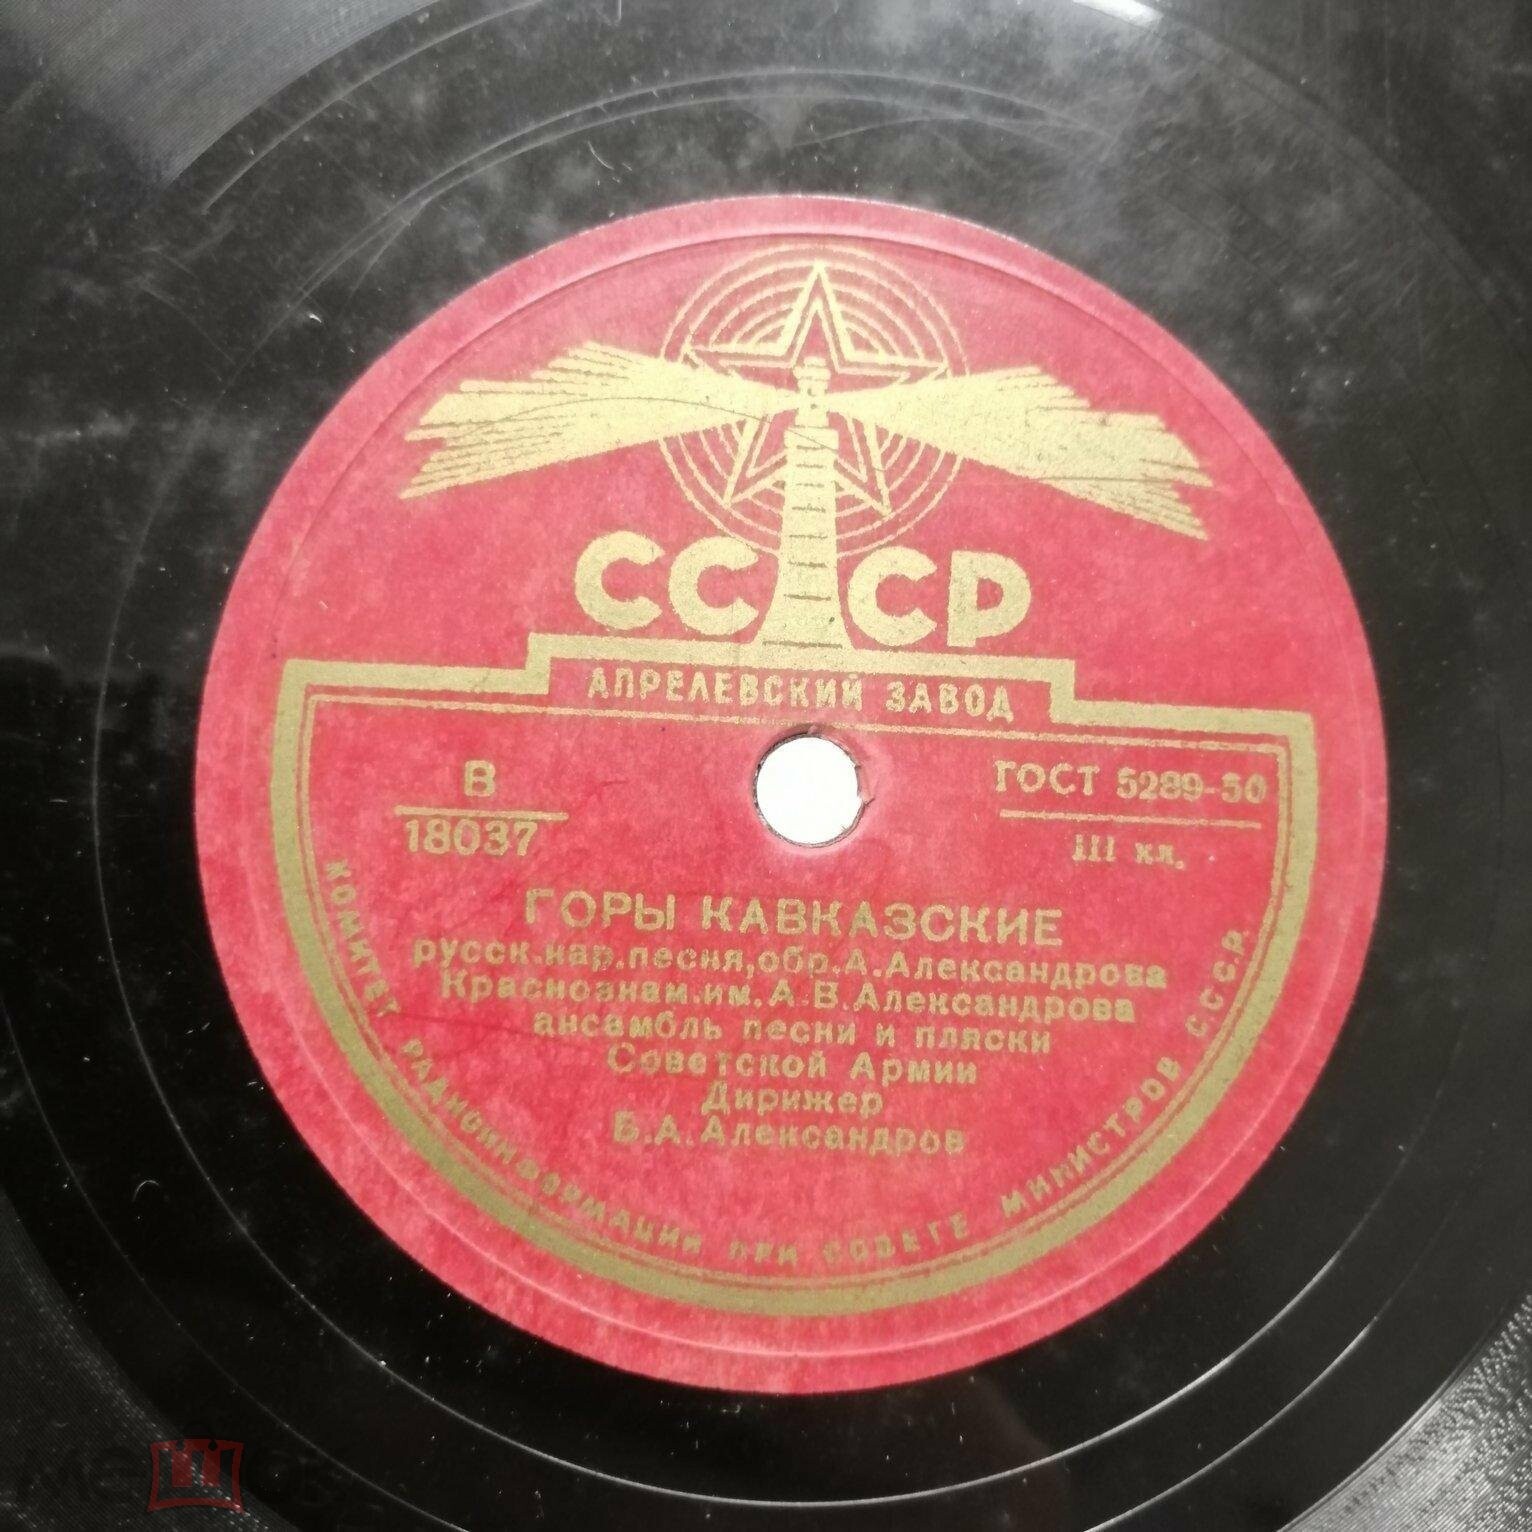 СССР
АПРЕЛЕВСКИЙ ЗАВОД
В
18037
ГОСТ 5289-50
III кл.
ГОРЫ КАВКАЗСКИЕ
русск.нар.песня,обр.А.Александрова
Краснознам.им.А.В.Александрова
ансамбль песни и пляски
Советской Армии
Дирижер
Б.А.Александров
КОМИТЕТ РАДИОИНФОРМАЦИИ ПРИ СОВЕТЕ МИНИСТРОВ С.С.С.Р.
мешок